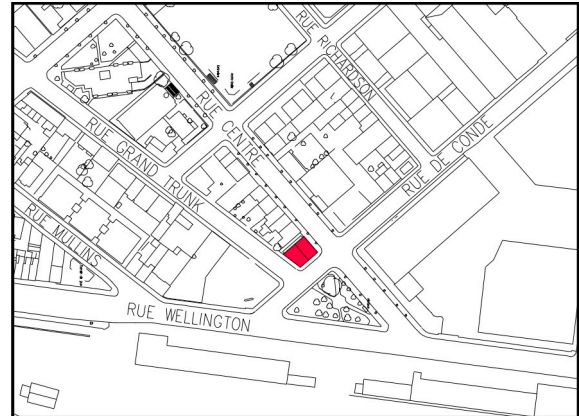 RUE RICHARDSON
RUE CENTRE
RUE GRAND TRUNK
RUE DE CONDE
RUE MULLINS
RUE WELLINGTON